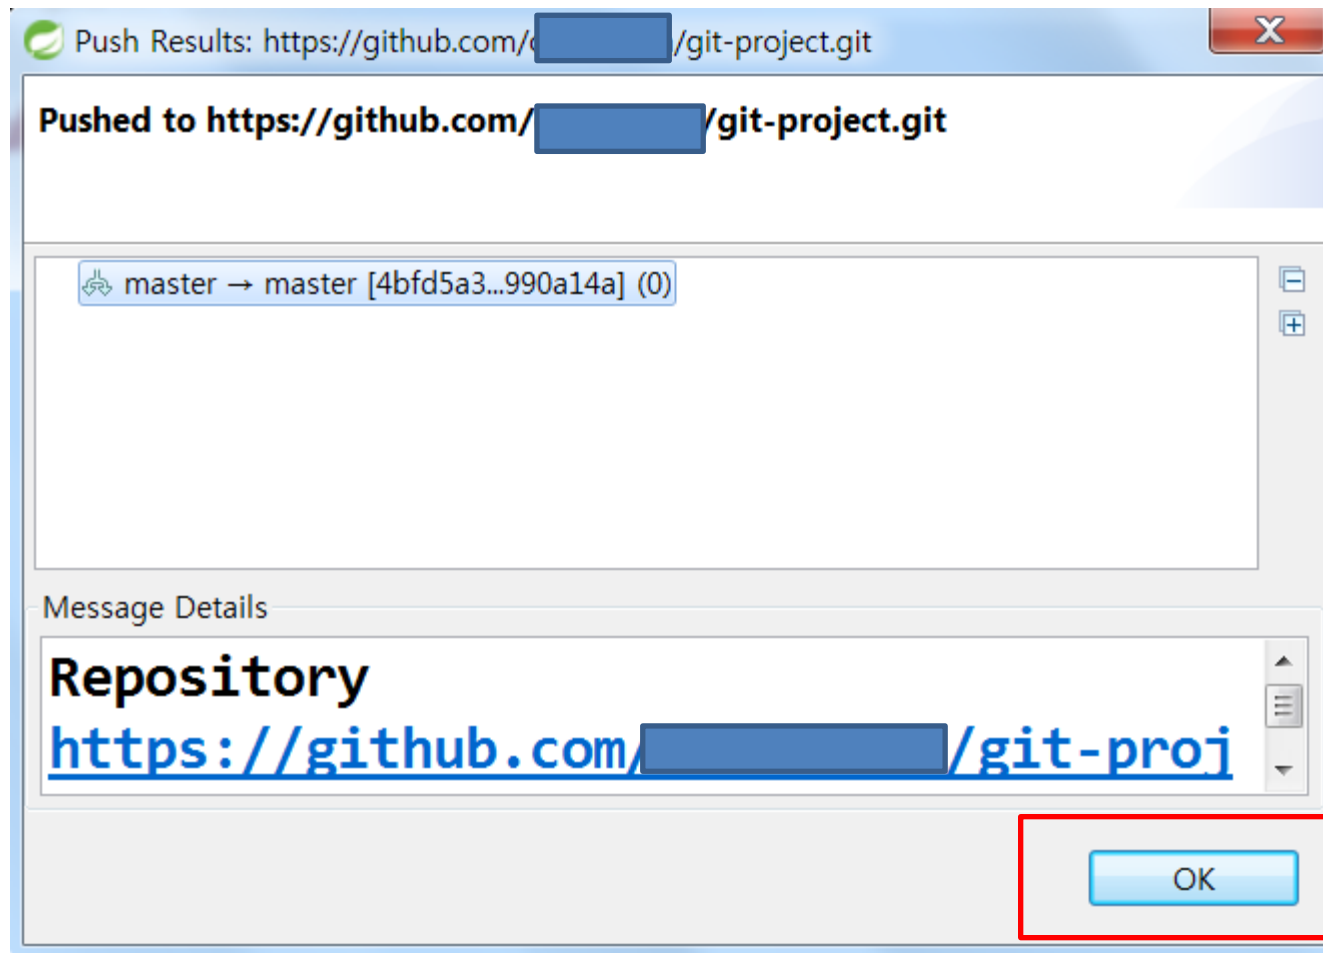 Push Results: https://github.com/ /git-project.git
Pushed to https://github.com/ /git-project.git
master → master [4bfd5a3...990a14a] (0)
Message Details
Repository
https://github.com/ /git-proj
OK